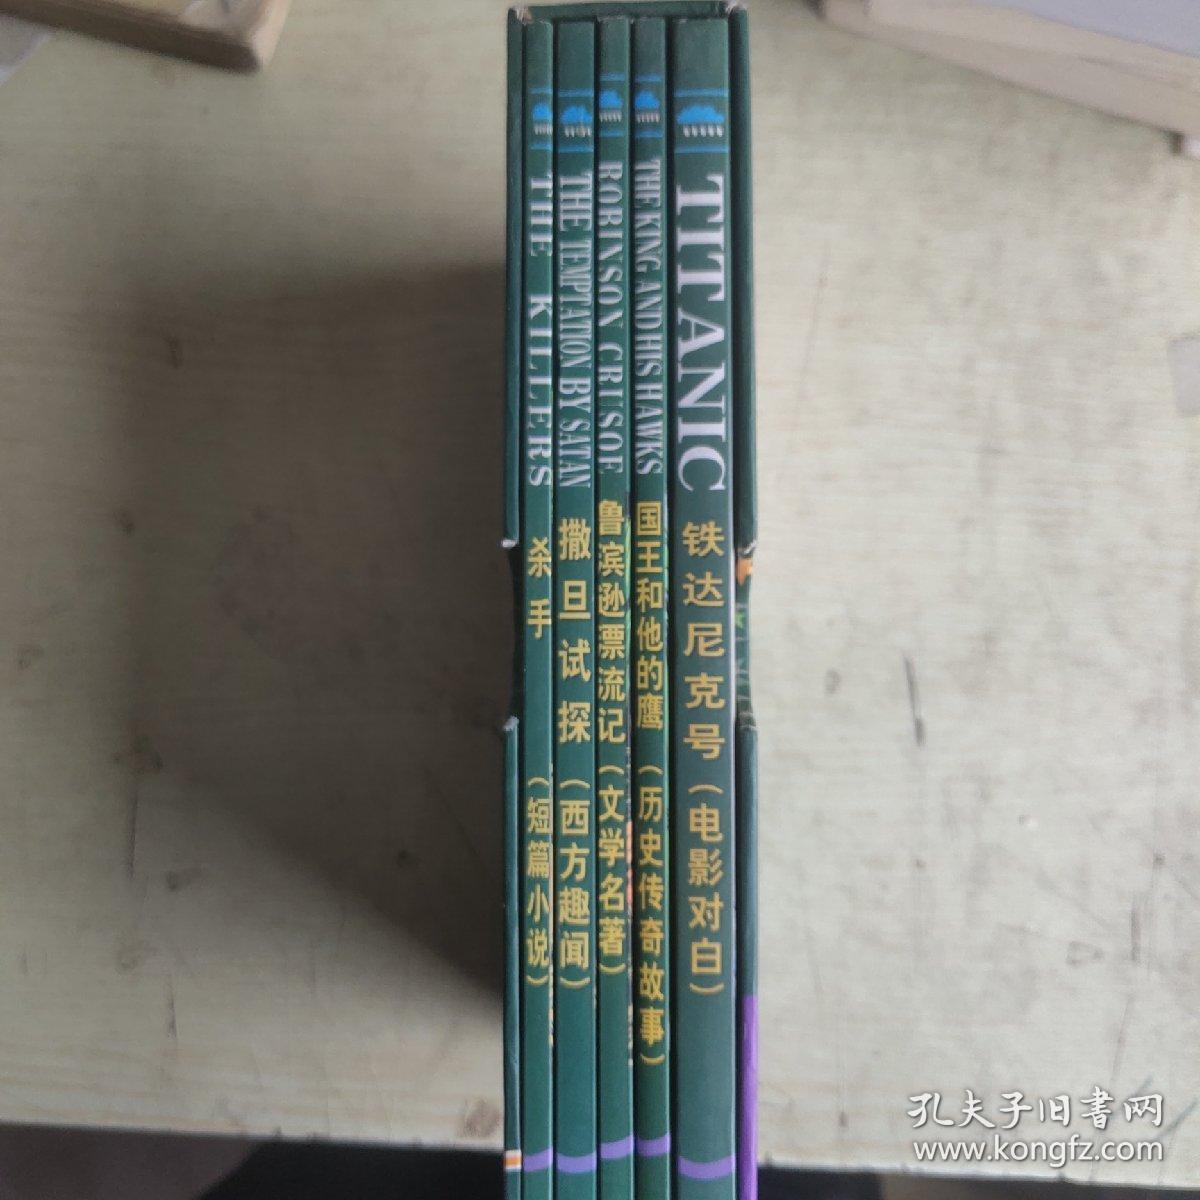 THE KILLERS 杀手（短篇小说）
THE TEMPTATION BY SATAN 撒旦试探（西方趣闻）
ROBINSON CRUSOE 鲁滨逊漂流记（文学名著）
THE KING AND HIS HAWKS 国王和他的鹰（历史传奇故事）
TITANIC 铁达尼克号（电影对白）
孔夫子旧书网
www.kongfz.com